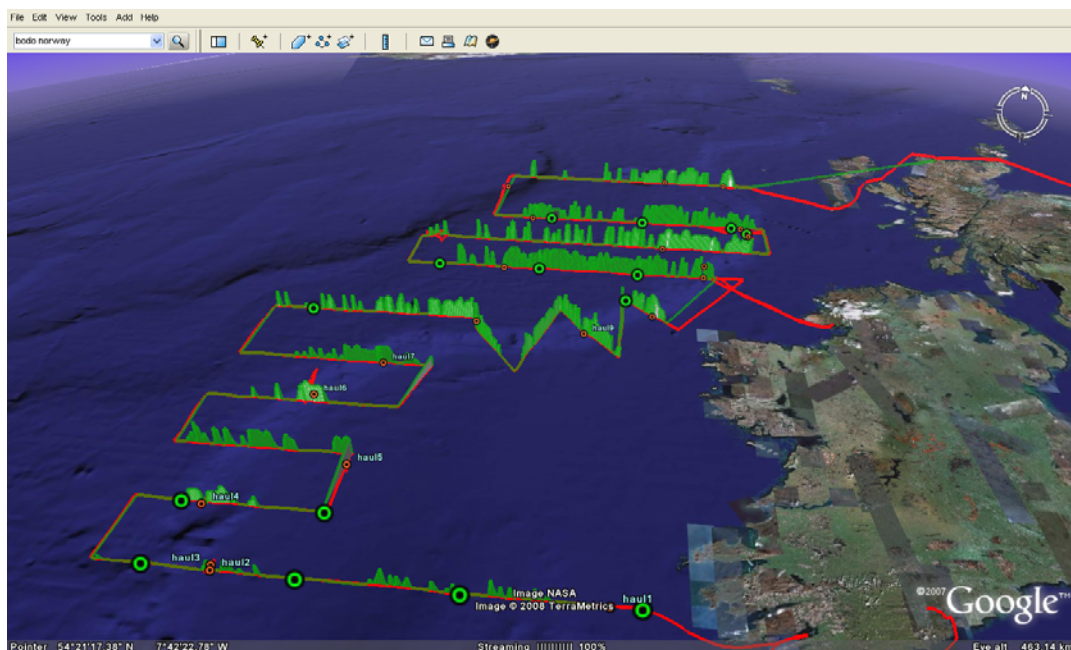 File Edit View Tools Add Help
bodo norway
N
haul9
haul7
haul6
haul5
haul4
haul3
haul2
haul1
Image NASA
Image © 2008 TerraMetrics
©2007 Google™
Pointer 54°21'17.38" N 7°42'22.78" W Streaming |||||||||| 100% Eye alt 463.14 km